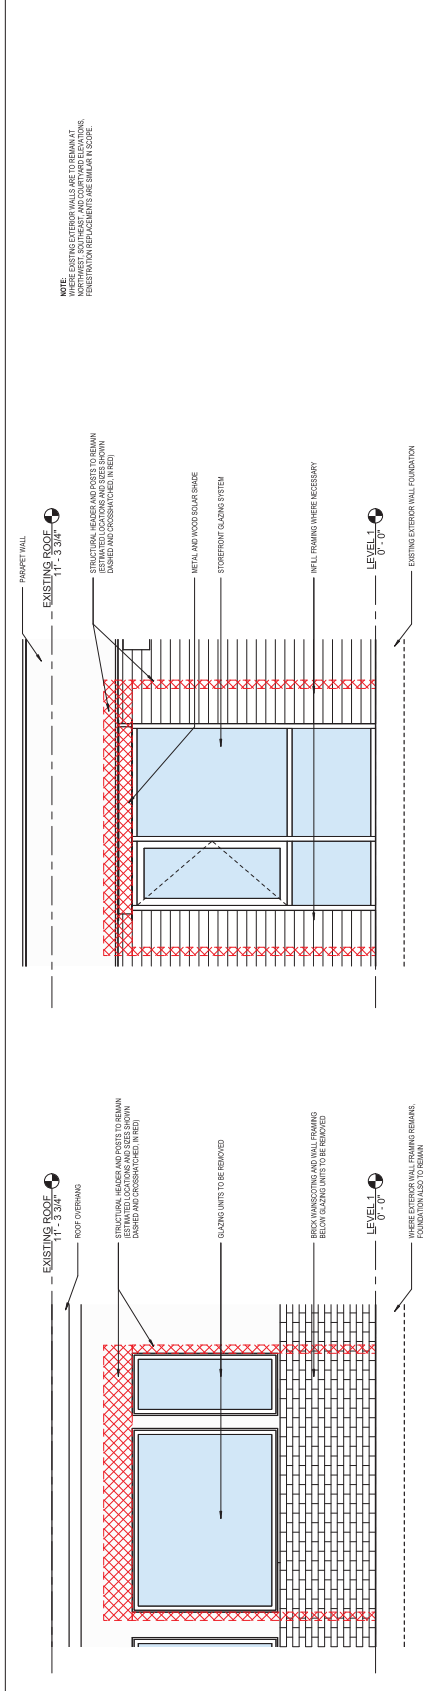 EXISTING ROOF
11' - 3 3/4"
ROOF OVERHANG
STRUCTURAL HEADER AND POSTS TO REMAIN
(ESTIMATED LOCATIONS AND SIZES SHOWN
DASHED AND CROSSHATCHED, IN RED)
GLAZING UNITS TO BE REMOVED
BRICK WAINSCOTING AND WALL FRAMING
BELOW GLAZING UNITS TO BE REMOVED
LEVEL 1
0' - 0"
WHERE EXTERIOR WALL FRAMING REMAINS,
FOUNDATION ALSO TO REMAIN
PARAPET WALL
EXISTING ROOF
11' - 3 3/4"
STRUCTURAL HEADER AND POSTS TO REMAIN
(ESTIMATED LOCATIONS AND SIZES SHOWN
DASHED AND CROSSHATCHED, IN RED)
METAL AND WOOD SOLAR SHADE
STOREFRONT GLAZING SYSTEM
INFILL FRAMING WHERE NECESSARY
LEVEL 1
0' - 0"
EXISTING EXTERIOR WALL FOUNDATION
NOTE:
WHERE EXISTING EXTERIOR WALLS ARE TO REMAIN AT
NORTHWEST, SOUTHEAST, AND COURTYARD ELEVATIONS,
FENESTRATION REPLACEMENTS ARE SIMILAR IN SCOPE.